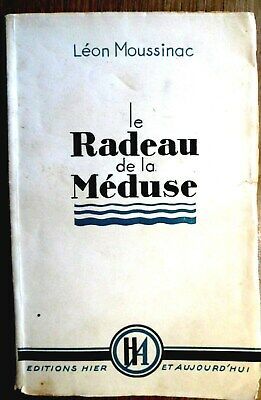 Léon Moussinac
le
Radeau
de la
Méduse
HA
EDITIONS HIER ET AUJOURD'HUI